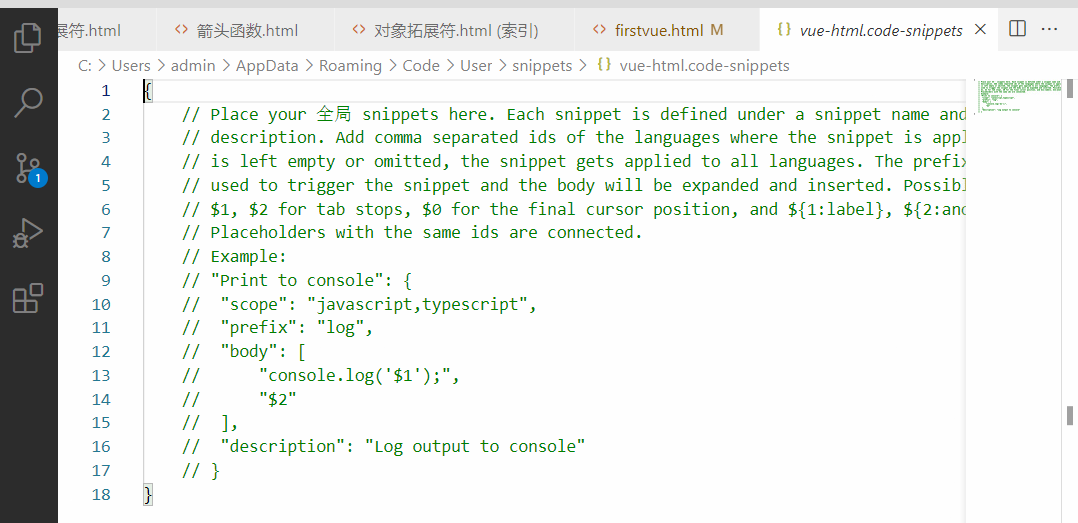 展符.html
箭头函数.html
对象拓展符.html (索引)
firstvue.html M
vue-html.code-snippets
C: > Users > admin > AppData > Roaming > Code > User > snippets > {} vue-html.code-snippets
1 {
2 // Place your 全局 snippets here. Each snippet is defined under a snippet name and
3 // description. Add comma separated ids of the languages where the snippet is appl
4 // is left empty or omitted, the snippet gets applied to all languages. The prefix
5 // used to trigger the snippet and the body will be expanded and inserted. Possibl
6 // $1, $2 for tab stops, $0 for the final cursor position, and ${1:label}, ${2:ano
7 // Placeholders with the same ids are connected.
8 // Example:
9 // "Print to console": {
10 // "scope": "javascript,typescript",
11 // "prefix": "log",
12 // "body": [
13 // "console.log('$1');",
14 // "$2"
15 // ],
16 // "description": "Log output to console"
17 // }
18 }
1